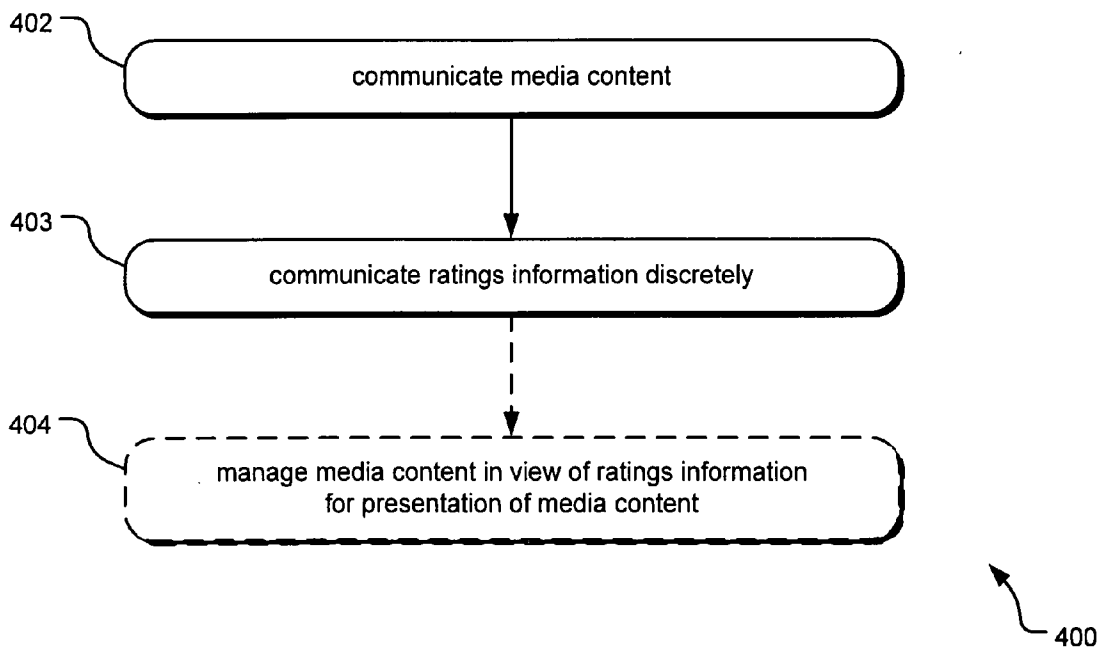 402
communicate media content
403
communicate ratings information discretely
404
manage media content in view of ratings information
for presentation of media content
400